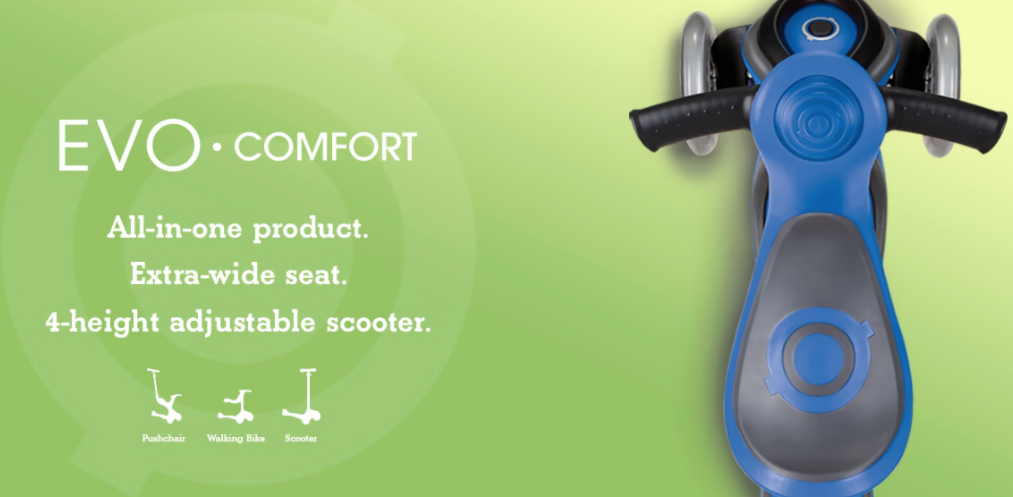 EVO · COMFORT
All-in-one product.
Extra-wide seat.
4-height adjustable scooter.
Pushchair Walking Bike Scooter